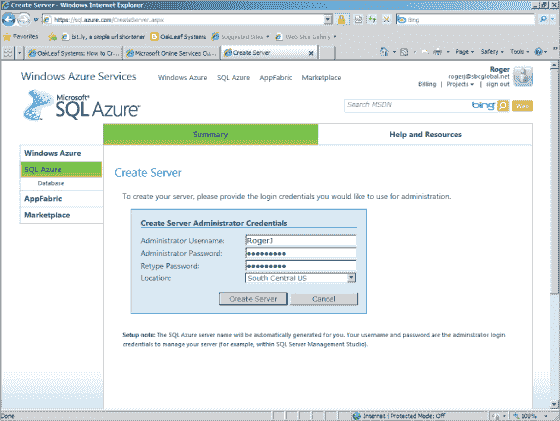 Create Server - Windows Internet Explorer
https://sql.azure.com/CreateServer.aspx
Bing
Favorites bit.ly, a simple url shortener OakLeaf Systems Suggested Sites Web Slice Gallery
OakLeaf Systems: How to Cr... Microsoft Online Services Cu... Create Server
Page Safety Tools
Windows Azure Services Windows Azure SQL Azure AppFabric Marketplace
Roger
rogerj@sbcglobal.net
Billing | Projects | sign out
Microsoft®
SQL Azure
Search MSDN bing Web
Summary Help and Resources
Windows Azure
SQL Azure
Database
AppFabric
Marketplace
Create Server
To create your server, please provide the login credentials you would like to use for administration.
Create Server Administrator Credentials
Administrator Username: RogerJ
Administrator Password: •••••••••
Retype Password: •••••••••
Location: South Central US
Create Server Cancel
Setup note: The SQL Azure server name will be automatically generated for you. Your username and password are the administrator login
credentials to manage your server (for example, within SQL Server Management Studio).
Done Internet | Protected Mode: Off 100%